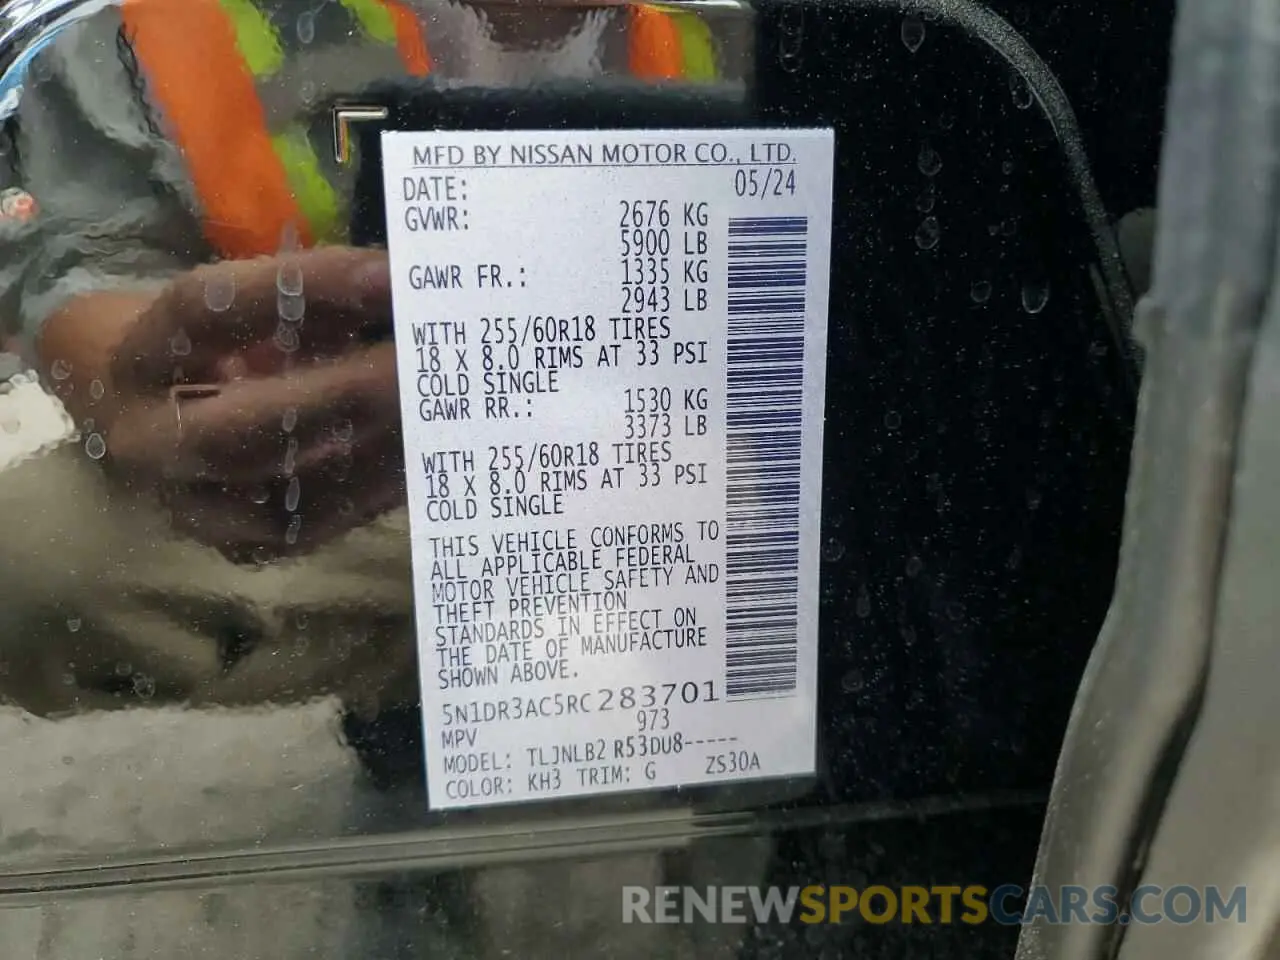 MFD BY NISSAN MOTOR CO., LTD.
DATE: 05/24
GVWR: 2676 KG
5900 LB
GAWR FR.: 1335 KG
2943 LB
WITH 255/60R18 TIRES
18 X 8.0 RIMS AT 33 PSI
COLD SINGLE
GAWR RR.: 1530 KG
3373 LB
WITH 255/60R18 TIRES
18 X 8.0 RIMS AT 33 PSI
COLD SINGLE
THIS VEHICLE CONFORMS TO
ALL APPLICABLE FEDERAL
MOTOR VEHICLE SAFETY AND
THEFT PREVENTION
STANDARDS IN EFFECT ON
THE DATE OF MANUFACTURE
SHOWN ABOVE.
5N1DR3AC5RC283701
MPV 973
MODEL: TLJNLB2 R53DU8-----
COLOR: KH3 TRIM: G ZS30A
RENEWSPORTSCARS.COM